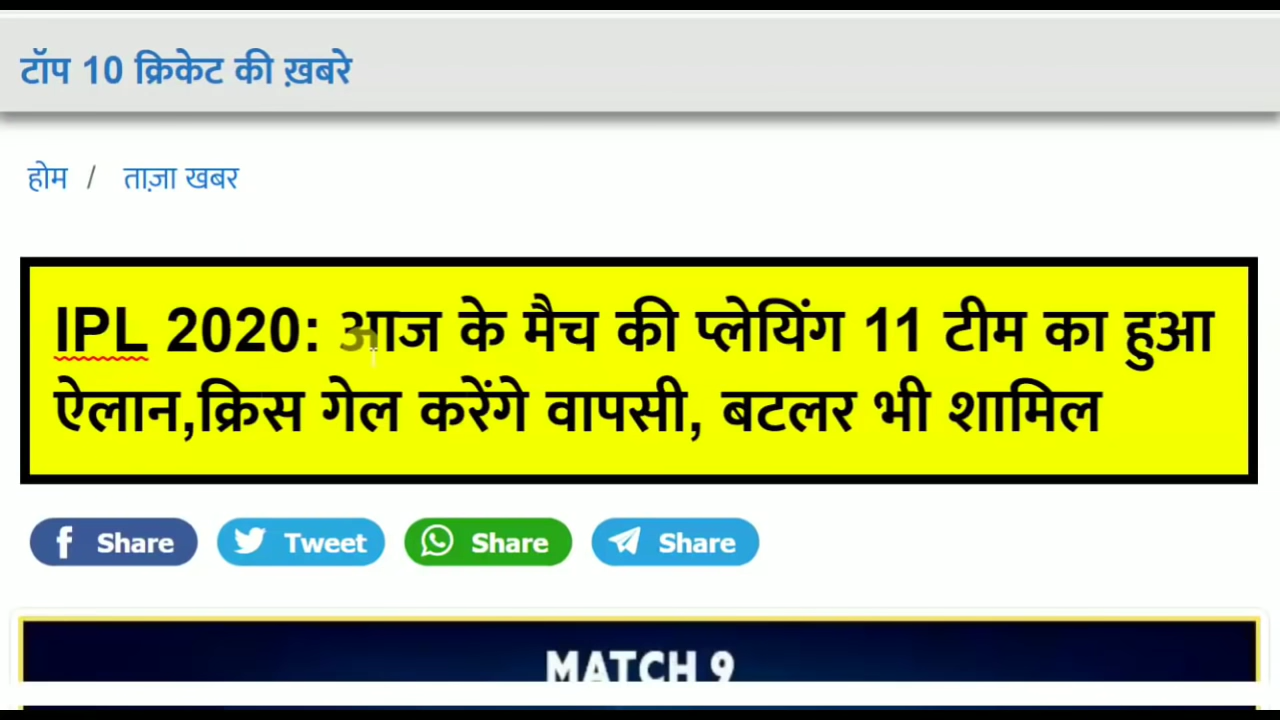 टॉप 10 क्रिकेट की ख़बरे
होम / ताज़ा खबर
IPL 2020: आज के मैच की प्लेयिंग 11 टीम का हुआ
ऐलान,क्रिस गेल करेंगे वापसी, बटलर भी शामिल
Share Tweet Share Share
MATCH 9